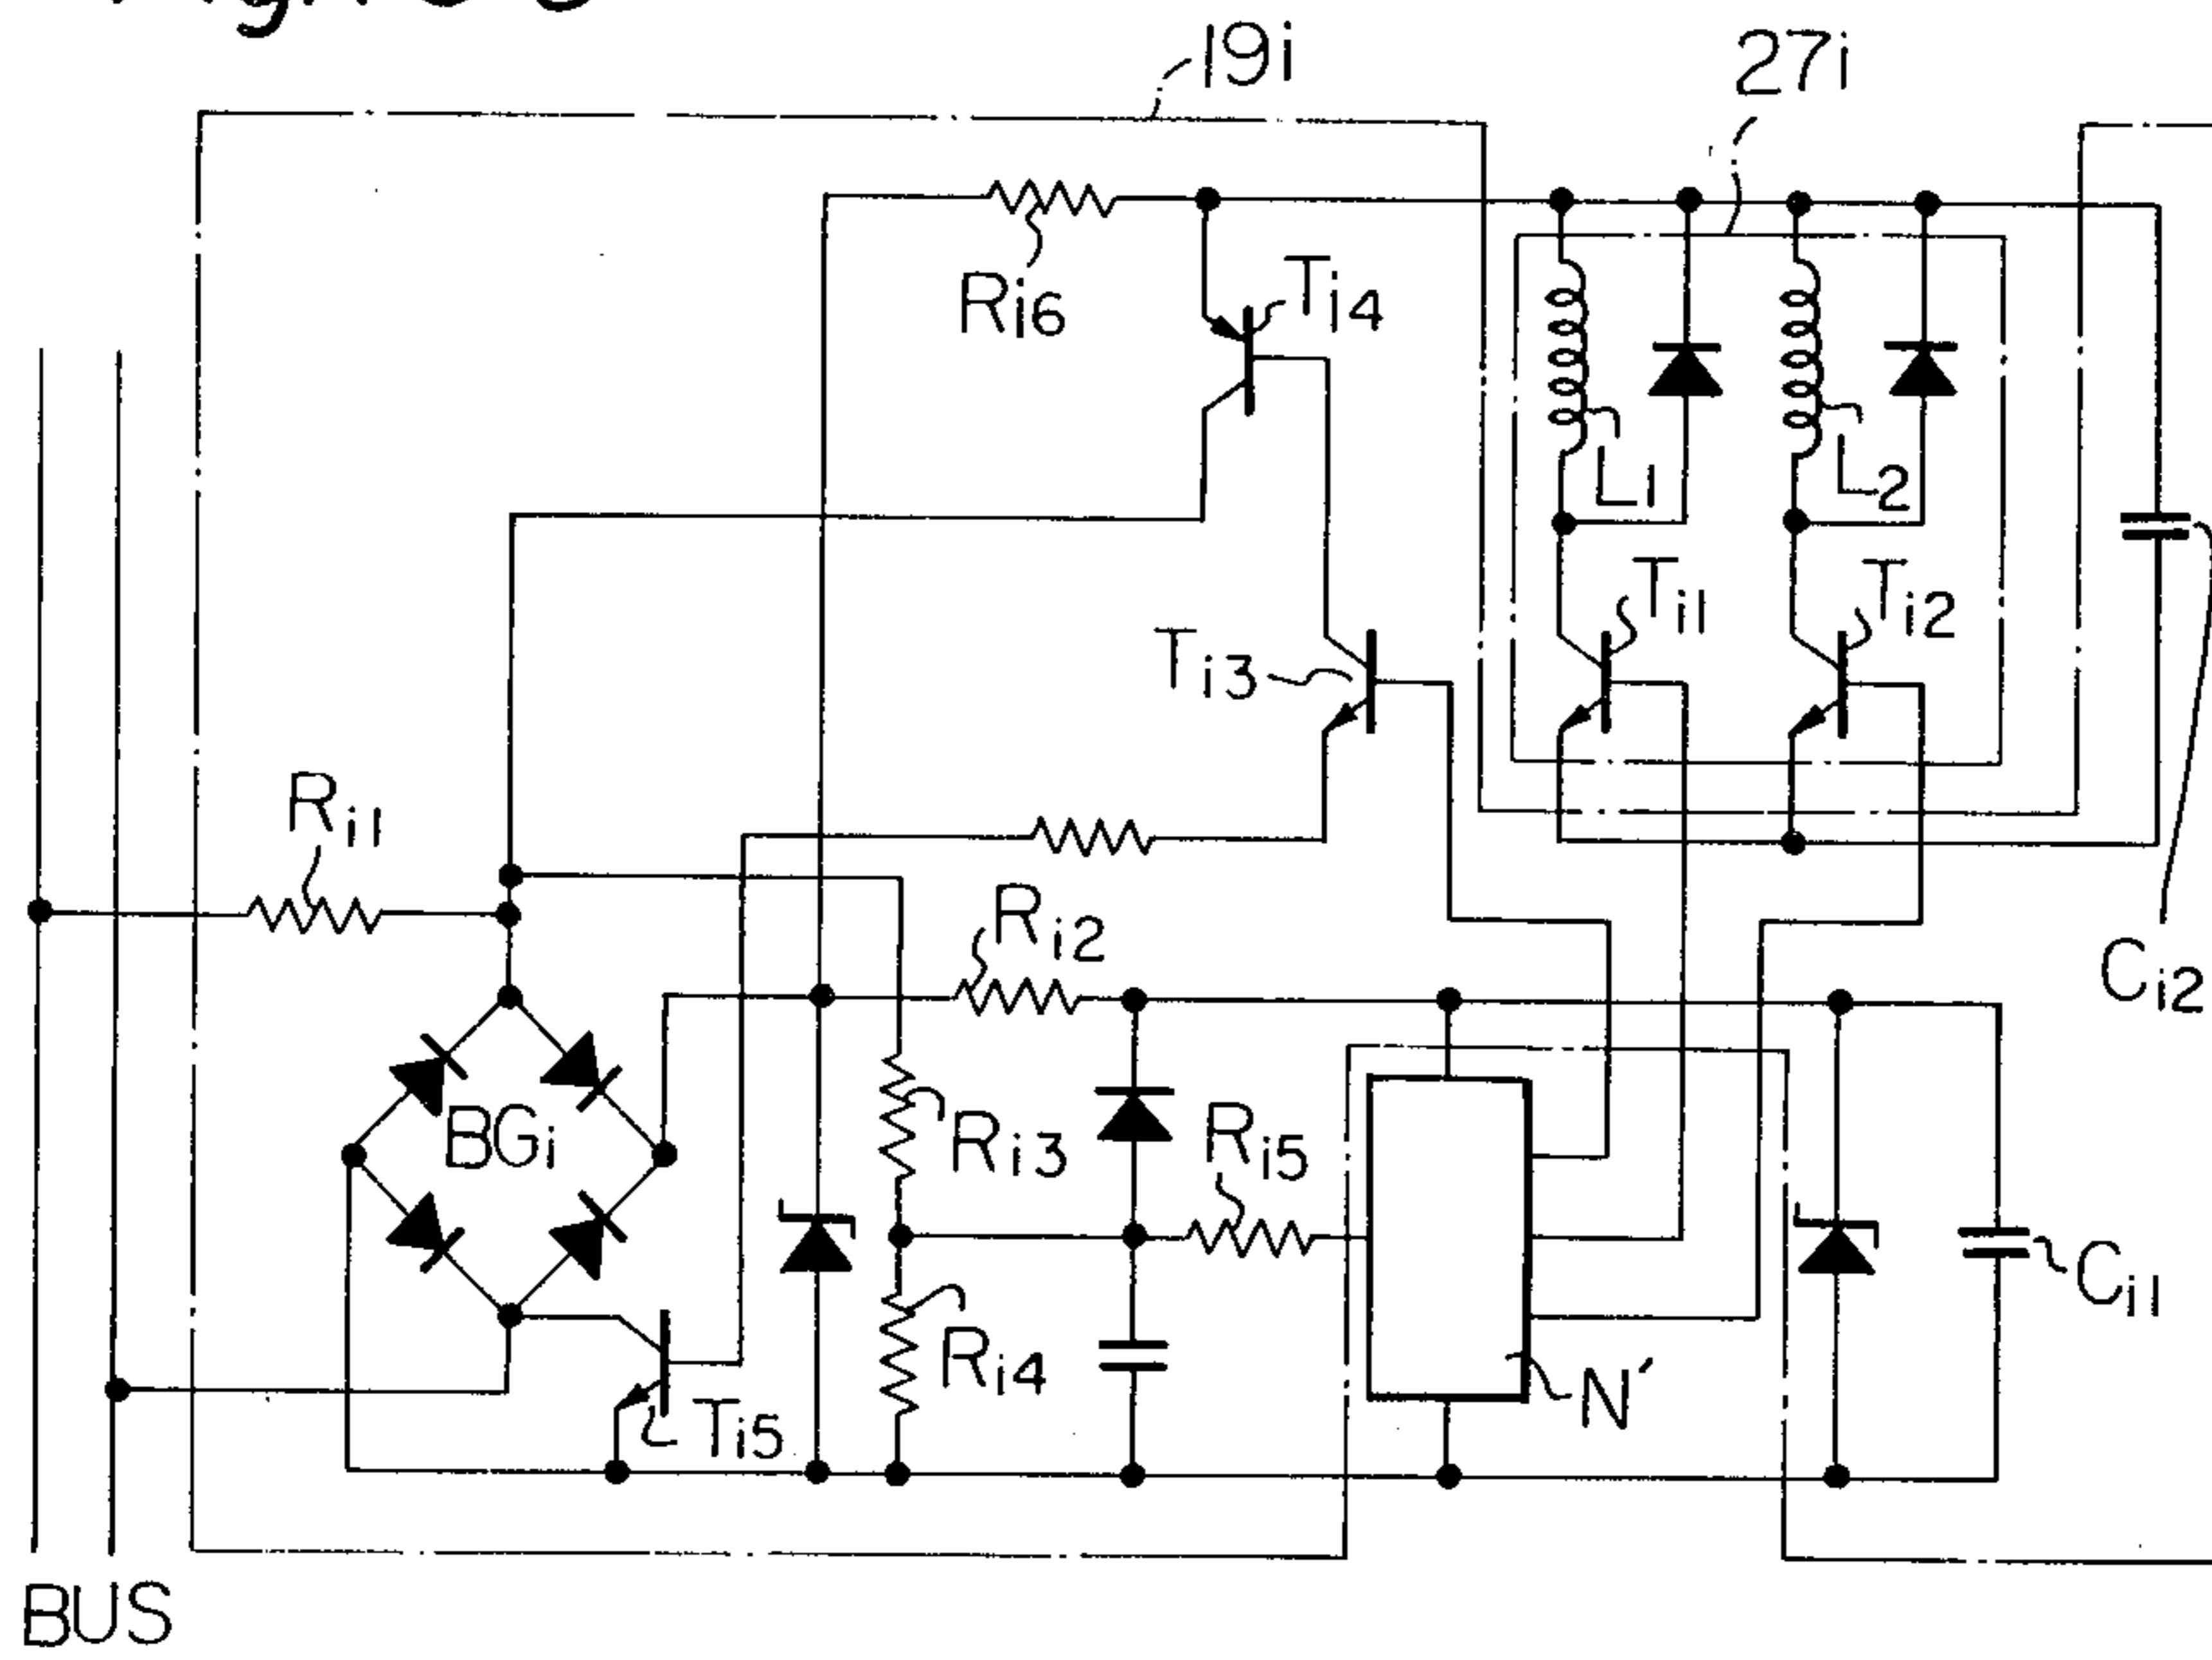 19i
27i
Ri6
Ti4
L1
L2
Ti1
Ti2
Ti3
Ri1
Ri2
Ci2
BGi
Ri3
Ri5
Ci1
Ri4
N′
Ti5
BUS